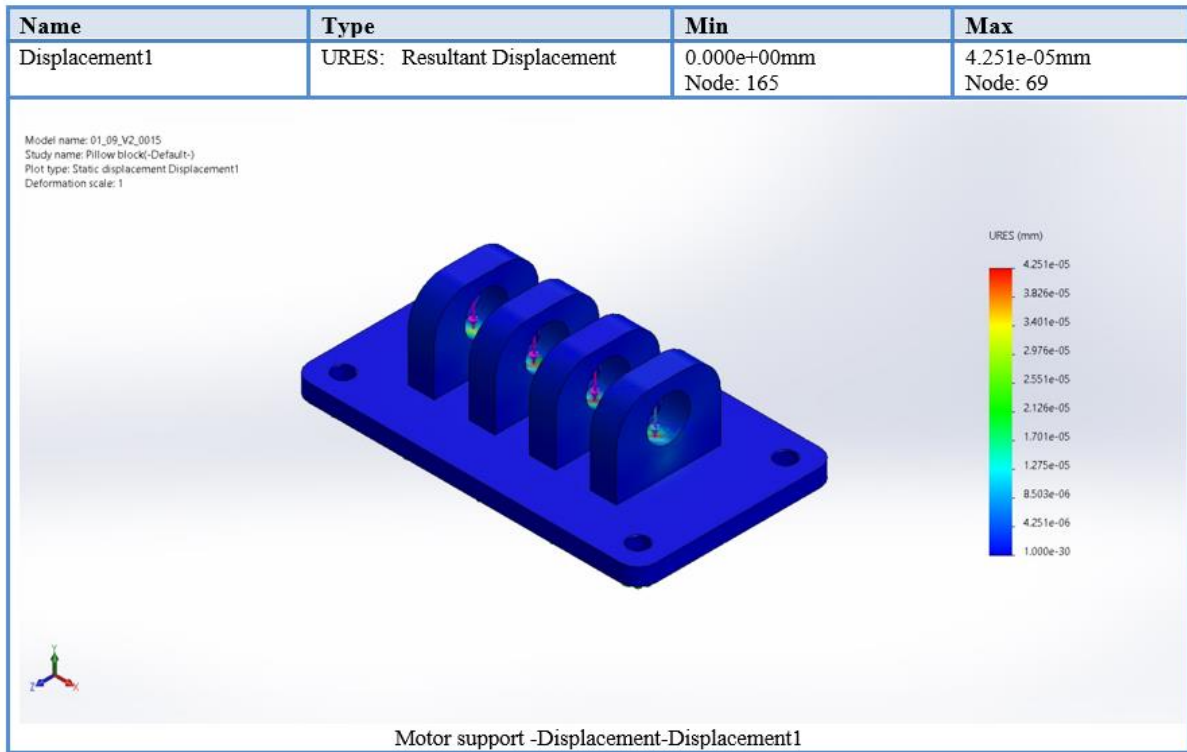 Name Type Min Max
Displacement1 URES: Resultant Displacement 0.000e+00mm 4.251e-05mm
Node: 165 Node: 69
Model name: 01_09_V2_0015
Study name: Pillow block(-Default-)
Plot type: Static displacement Displacement1
Deformation scale: 1
URES (mm)
4.251e-05
3.826e-05
3.401e-05
2.976e-05
2.551e-05
2.126e-05
1.701e-05
1.275e-05
8.503e-06
4.251e-06
1.000e-30
Y
Z X
Motor support -Displacement-Displacement1